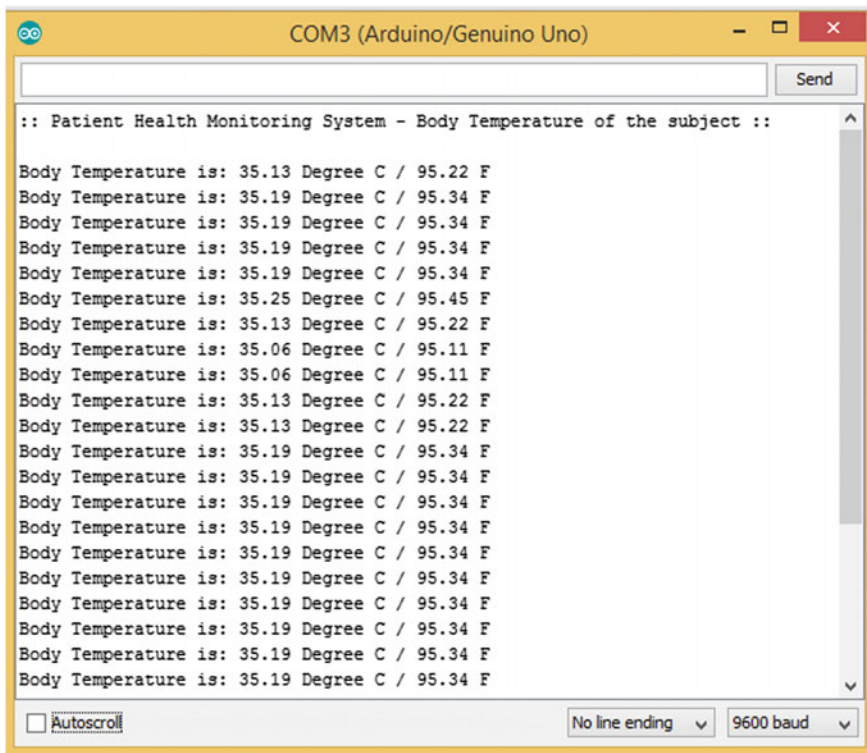 COM3 (Arduino/Genuino Uno)
Send
:: Patient Health Monitoring System - Body Temperature of the subject ::
Body Temperature is: 35.13 Degree C / 95.22 F
Body Temperature is: 35.19 Degree C / 95.34 F
Body Temperature is: 35.19 Degree C / 95.34 F
Body Temperature is: 35.19 Degree C / 95.34 F
Body Temperature is: 35.19 Degree C / 95.34 F
Body Temperature is: 35.25 Degree C / 95.45 F
Body Temperature is: 35.13 Degree C / 95.22 F
Body Temperature is: 35.06 Degree C / 95.11 F
Body Temperature is: 35.06 Degree C / 95.11 F
Body Temperature is: 35.13 Degree C / 95.22 F
Body Temperature is: 35.13 Degree C / 95.22 F
Body Temperature is: 35.19 Degree C / 95.34 F
Body Temperature is: 35.19 Degree C / 95.34 F
Body Temperature is: 35.19 Degree C / 95.34 F
Body Temperature is: 35.19 Degree C / 95.34 F
Body Temperature is: 35.19 Degree C / 95.34 F
Body Temperature is: 35.19 Degree C / 95.34 F
Body Temperature is: 35.19 Degree C / 95.34 F
Body Temperature is: 35.19 Degree C / 95.34 F
Body Temperature is: 35.19 Degree C / 95.34 F
Body Temperature is: 35.19 Degree C / 95.34 F
Autoscroll No line ending 9600 baud